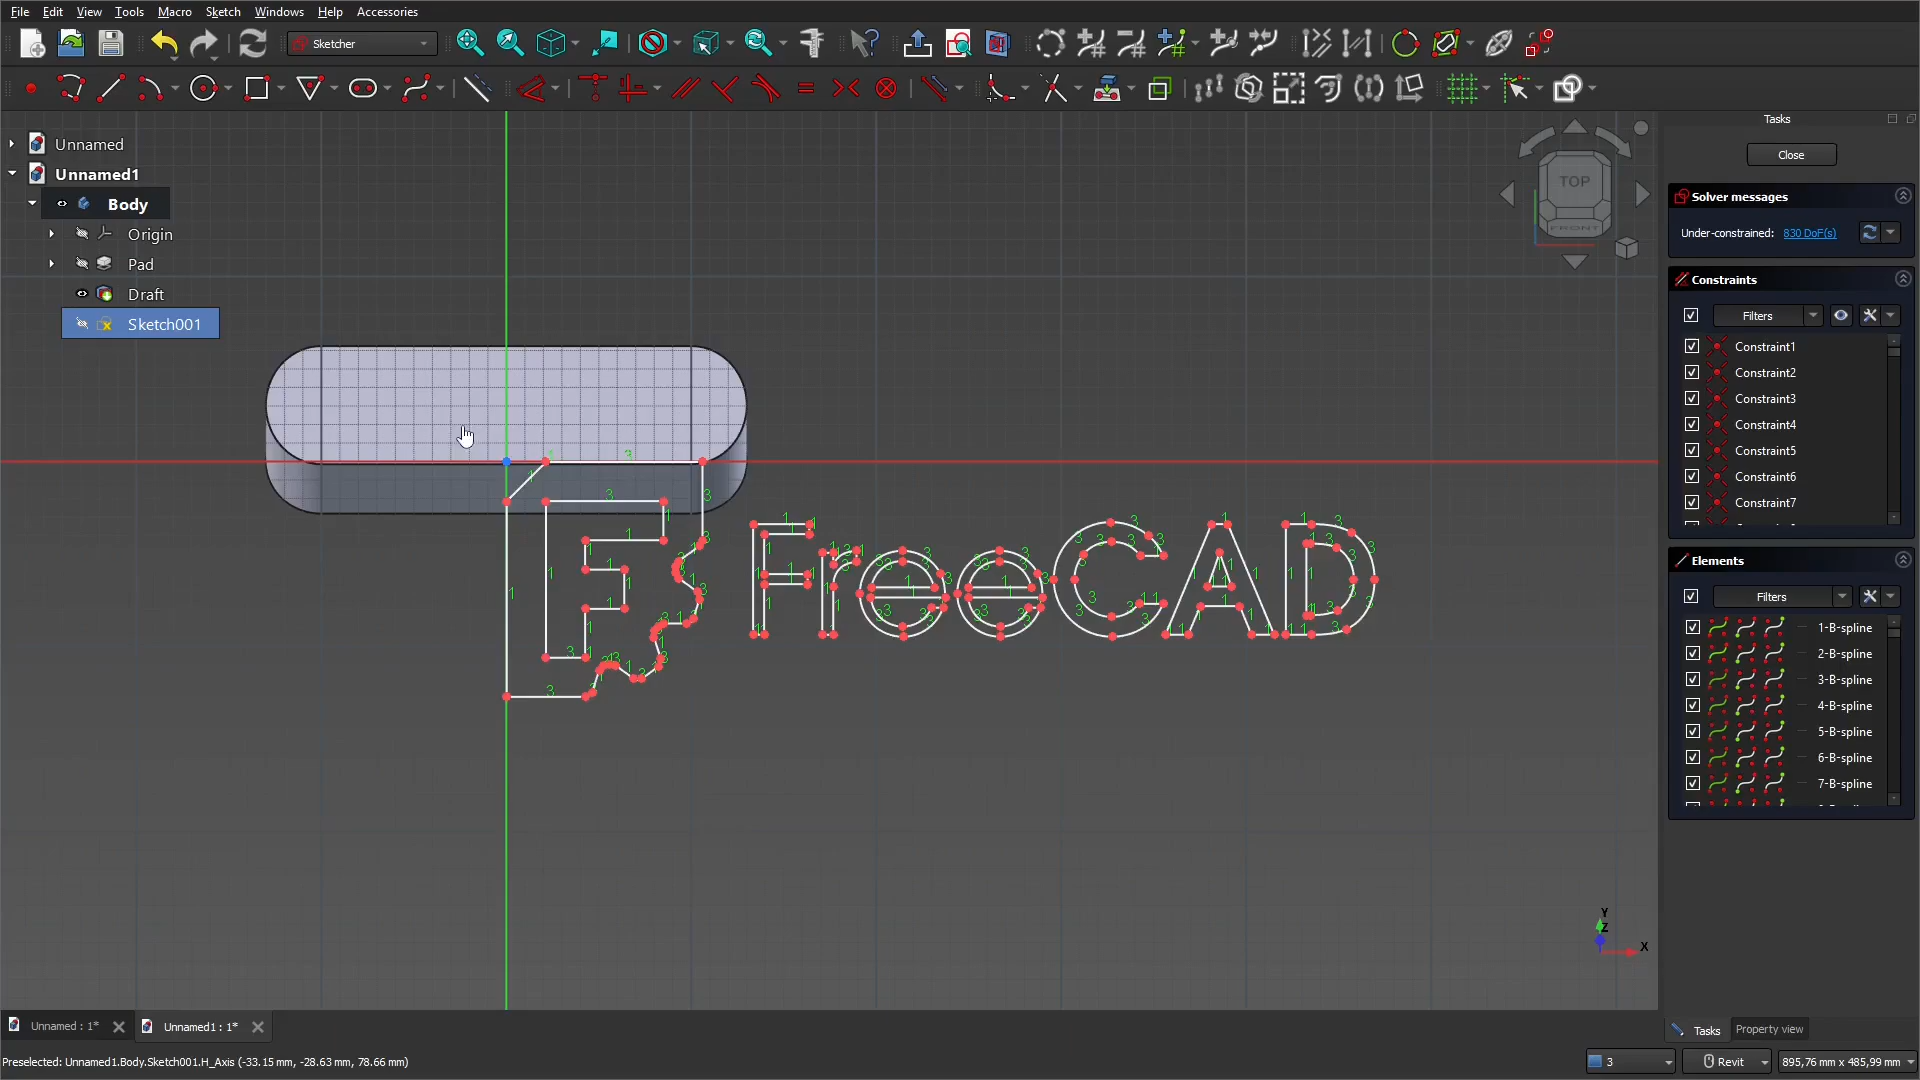 File Edit View Tools Macro Sketch Windows Help Accessories
Sketcher
Unnamed
Unnamed1
Body
Origin
Pad
Draft
Sketch001
FreeCAD
TOP
FRONT
Y
Z
X
Tasks
Close
Solver messages
Under-constrained: 830 DoF(s)
Constraints
Filters
Constraint1
Constraint2
Constraint3
Constraint4
Constraint5
Constraint6
Constraint7
Elements
Filters
1-B-spline
2-B-spline
3-B-spline
4-B-spline
5-B-spline
6-B-spline
7-B-spline
Unnamed : 1*
Unnamed1 : 1*
Tasks Property view
Preselected: Unnamed1.Body.Sketch001.H_Axis (-33.15 mm, -28.63 mm, 78.66 mm)
3
Revit
895,76 mm x 485,99 mm